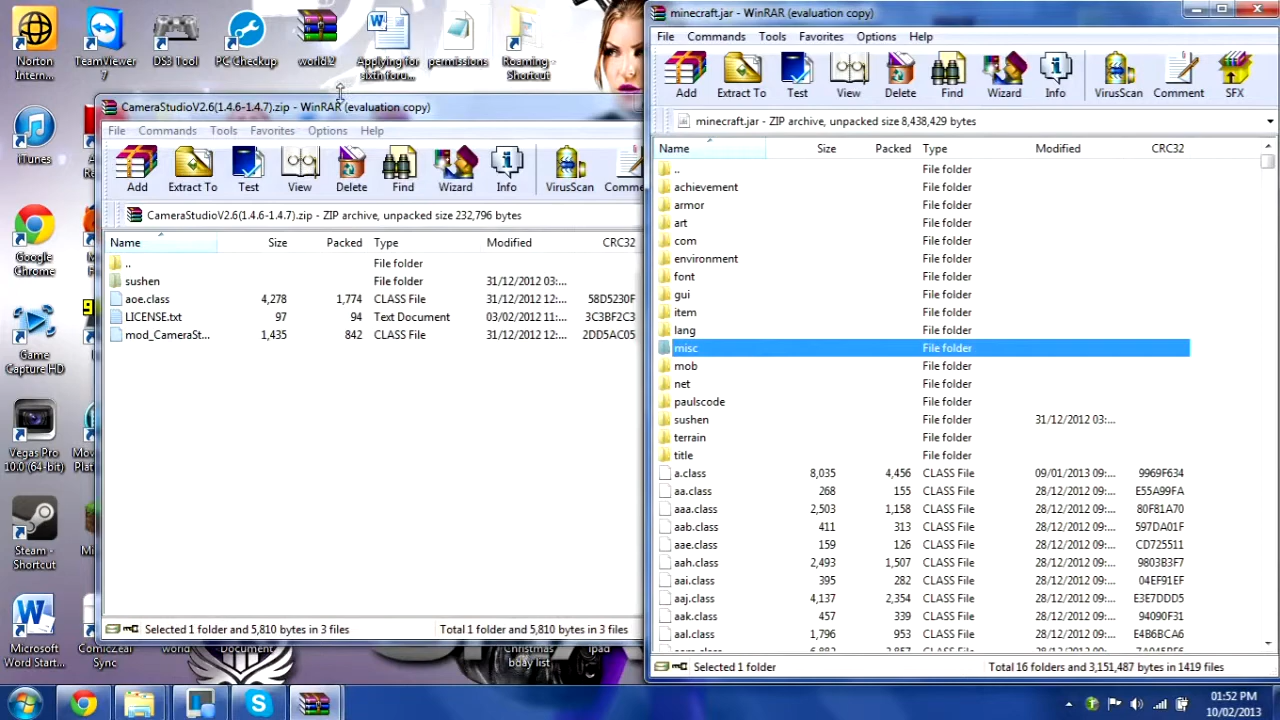 Norton
Intern...
TeamViewer
7
DS3 Tool
PC Checkup
world 2
Applying for
sixth foru...
permissions
Roaming -
Shortcut
iTunes
Google
Chrome
Game
Capture HD
Vegas Pro
10.0 (64-bit)
Steam -
Shortcut
Microsoft
Word Start...
ComicZeal
Sync
world
Document
Christmas
bday list
Ipad
CameraStudioV2.6(1.4.6-1.4.7).zip - WinRAR (evaluation copy)
File Commands Tools Favorites Options Help
Add Extract To Test View Delete Find Wizard Info VirusScan Comme
CameraStudioV2.6(1.4.6-1.4.7).zip - ZIP archive, unpacked size 232,796 bytes
Name Size Packed Type Modified CRC32
.. File folder
sushen File folder 31/12/2012 03:...
aoe.class 4,278 1,774 CLASS File 31/12/2012 12:... 58D5230F
LICENSE.txt 97 94 Text Document 03/02/2012 11:... 3C3BF2C3
mod_CameraSt... 1,435 842 CLASS File 31/12/2012 12:... 2DD5AC05
Selected 1 folder and 5,810 bytes in 3 files Total 1 folder and 5,810 bytes in 3 files
minecraft.jar - WinRAR (evaluation copy)
File Commands Tools Favorites Options Help
Add Extract To Test View Delete Find Wizard Info VirusScan Comment SFX
minecraft.jar - ZIP archive, unpacked size 8,438,429 bytes
Name Size Packed Type Modified CRC32
.. File folder
achievement File folder
armor File folder
art File folder
com File folder
environment File folder
font File folder
gui File folder
item File folder
lang File folder
misc File folder
mob File folder
net File folder
paulscode File folder
sushen File folder 31/12/2012 03:...
terrain File folder
title File folder
a.class 8,035 4,456 CLASS File 09/01/2013 09:... 9969F634
aa.class 268 155 CLASS File 28/12/2012 09:... E55A99FA
aaa.class 2,503 1,158 CLASS File 28/12/2012 09:... 80F81A70
aab.class 411 313 CLASS File 28/12/2012 09:... 597DA01F
aae.class 159 126 CLASS File 28/12/2012 09:... CD725511
aah.class 2,493 1,507 CLASS File 28/12/2012 09:... 9803B3F7
aai.class 395 282 CLASS File 28/12/2012 09:... 04EF91EF
aaj.class 4,137 2,354 CLASS File 28/12/2012 09:... E3E7DDD5
aak.class 457 339 CLASS File 28/12/2012 09:... 94090F31
aal.class 1,796 953 CLASS File 28/12/2012 09:... E4B6BCA6
Selected 1 folder Total 16 folders and 3,151,487 bytes in 1419 files
01:52 PM
10/02/2013